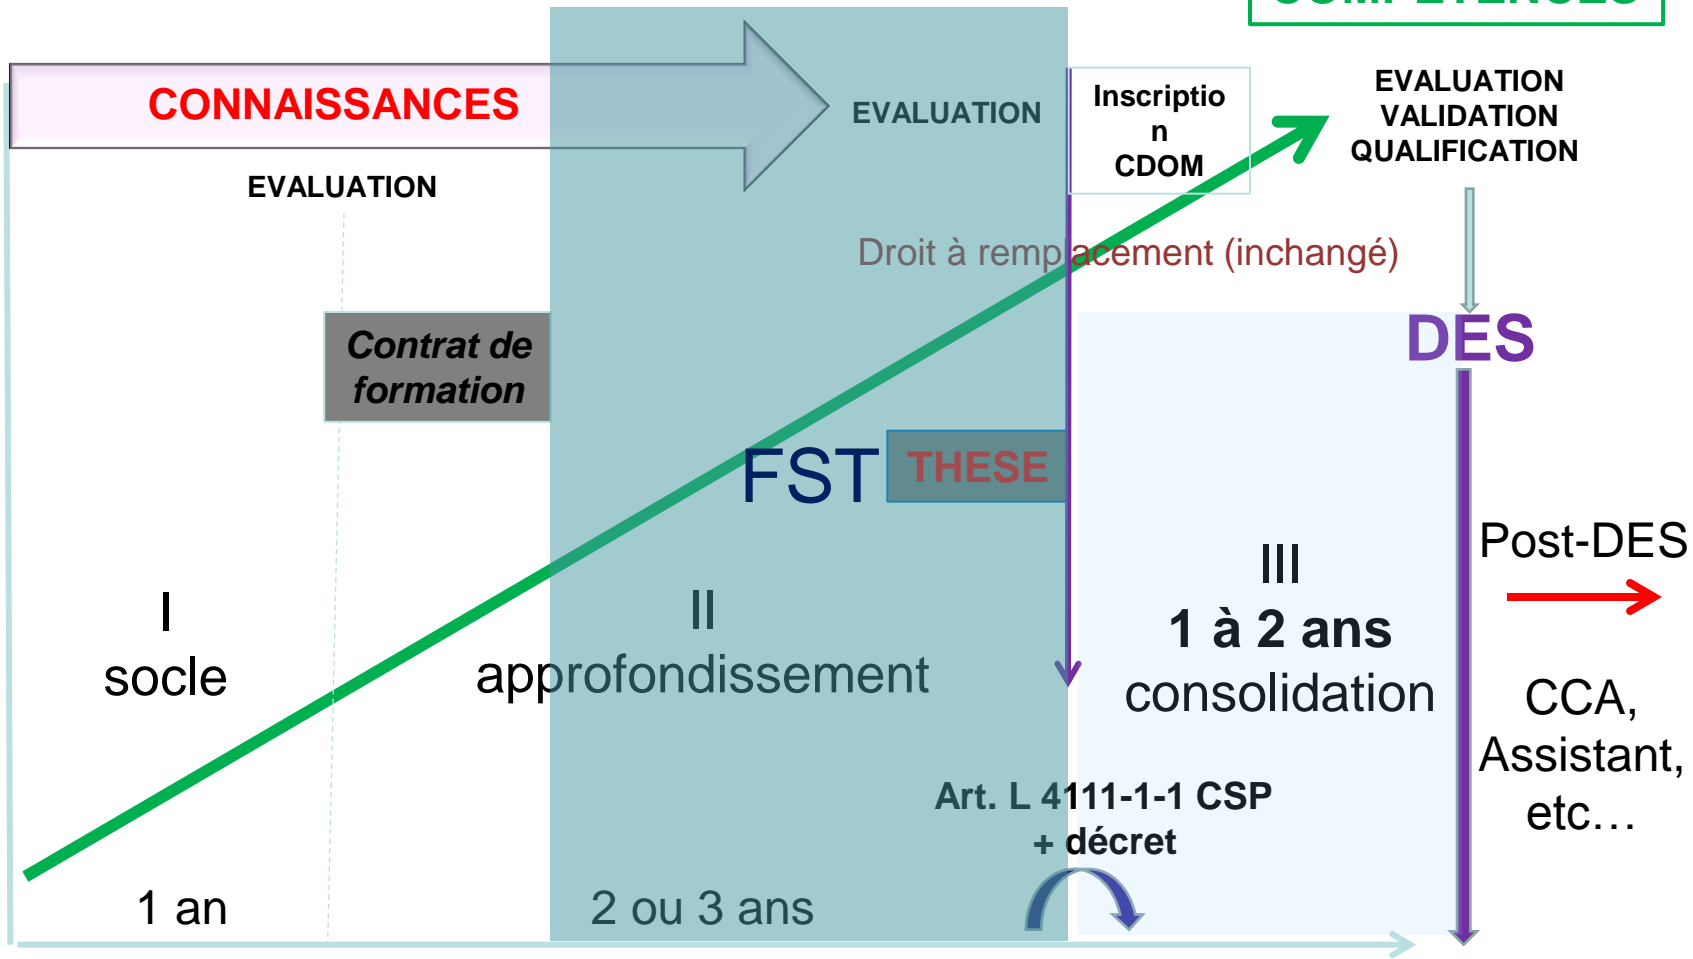 COMPETENCES
CONNAISSANCES
EVALUATION
EVALUATION
Inscriptio
n
CDOM
EVALUATION
VALIDATION
QUALIFICATION
Droit à remplacement (inchangé)
Contrat de
formation
DES
FST
THESE
I
socle
II
approfondissement
III
1 à 2 ans
consolidation
Post-DES
CCA,
Assistant,
etc…
Art. L 4111-1-1 CSP
+ décret
1 an
2 ou 3 ans